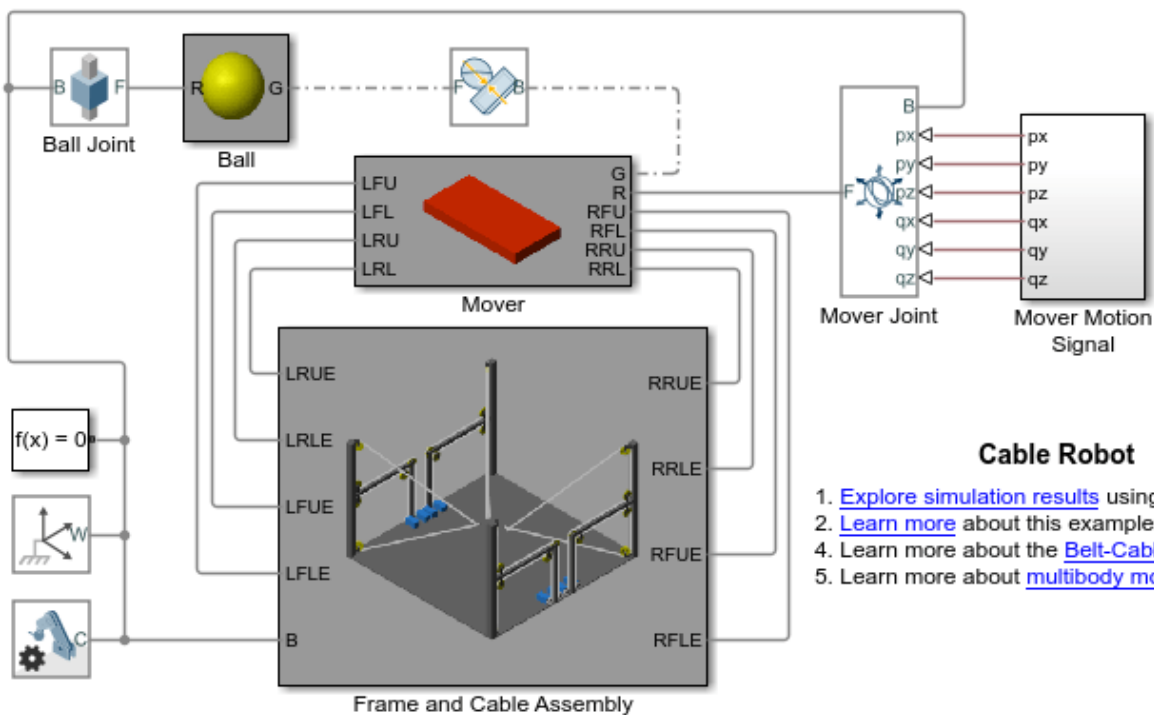 B
F
R
G
F
B
Ball Joint
Ball
B
px
py
pz
qx
qy
qz
F
px
py
pz
qx
qy
qz
Mover Joint
Mover Motion
Signal
LFU
LFL
LRU
LRL
G
R
RFU
RFL
RRU
RRL
Mover
LRUE
LRLE
LFUE
LFLE
B
RRUE
RRLE
RFUE
RFLE
Frame and Cable Assembly
f(x) = 0
W
C
Cable Robot
1. Explore simulation results using
2. Learn more about this example
4. Learn more about the Belt-Cabl
5. Learn more about multibody mo